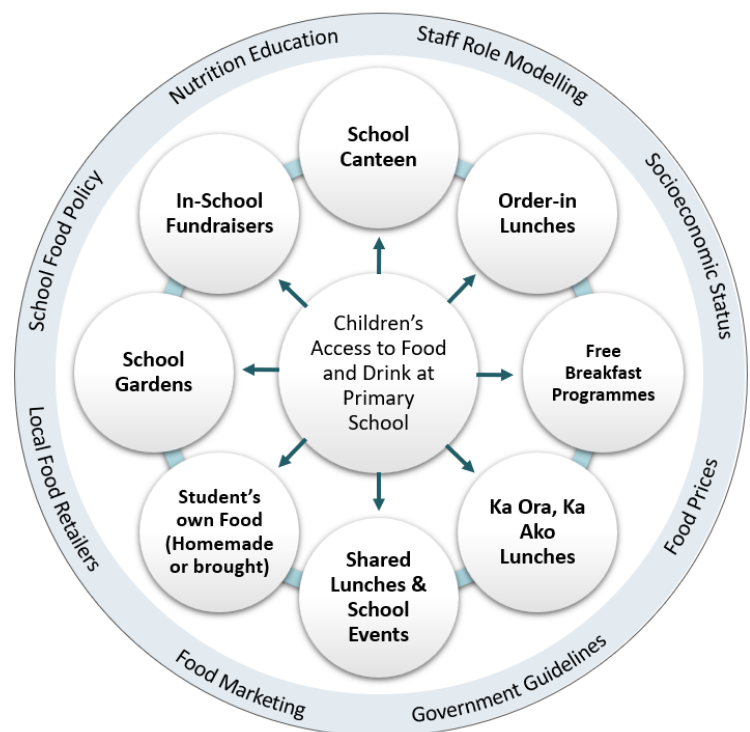 Nutrition Education
Staff Role Modelling
Socioeconomic Status
Food Prices
Government Guidelines
Food Marketing
Local Food Retailers
School Food Policy
School
Canteen
Order-in
Lunches
Free
Breakfast
Programmes
Ka Ora, Ka
Ako
Lunches
Shared
Lunches &
School
Events
Student’s
own Food
(Homemade
or brought)
School
Gardens
In-School
Fundraisers
Children’s
Access to Food
and Drink at
Primary
School